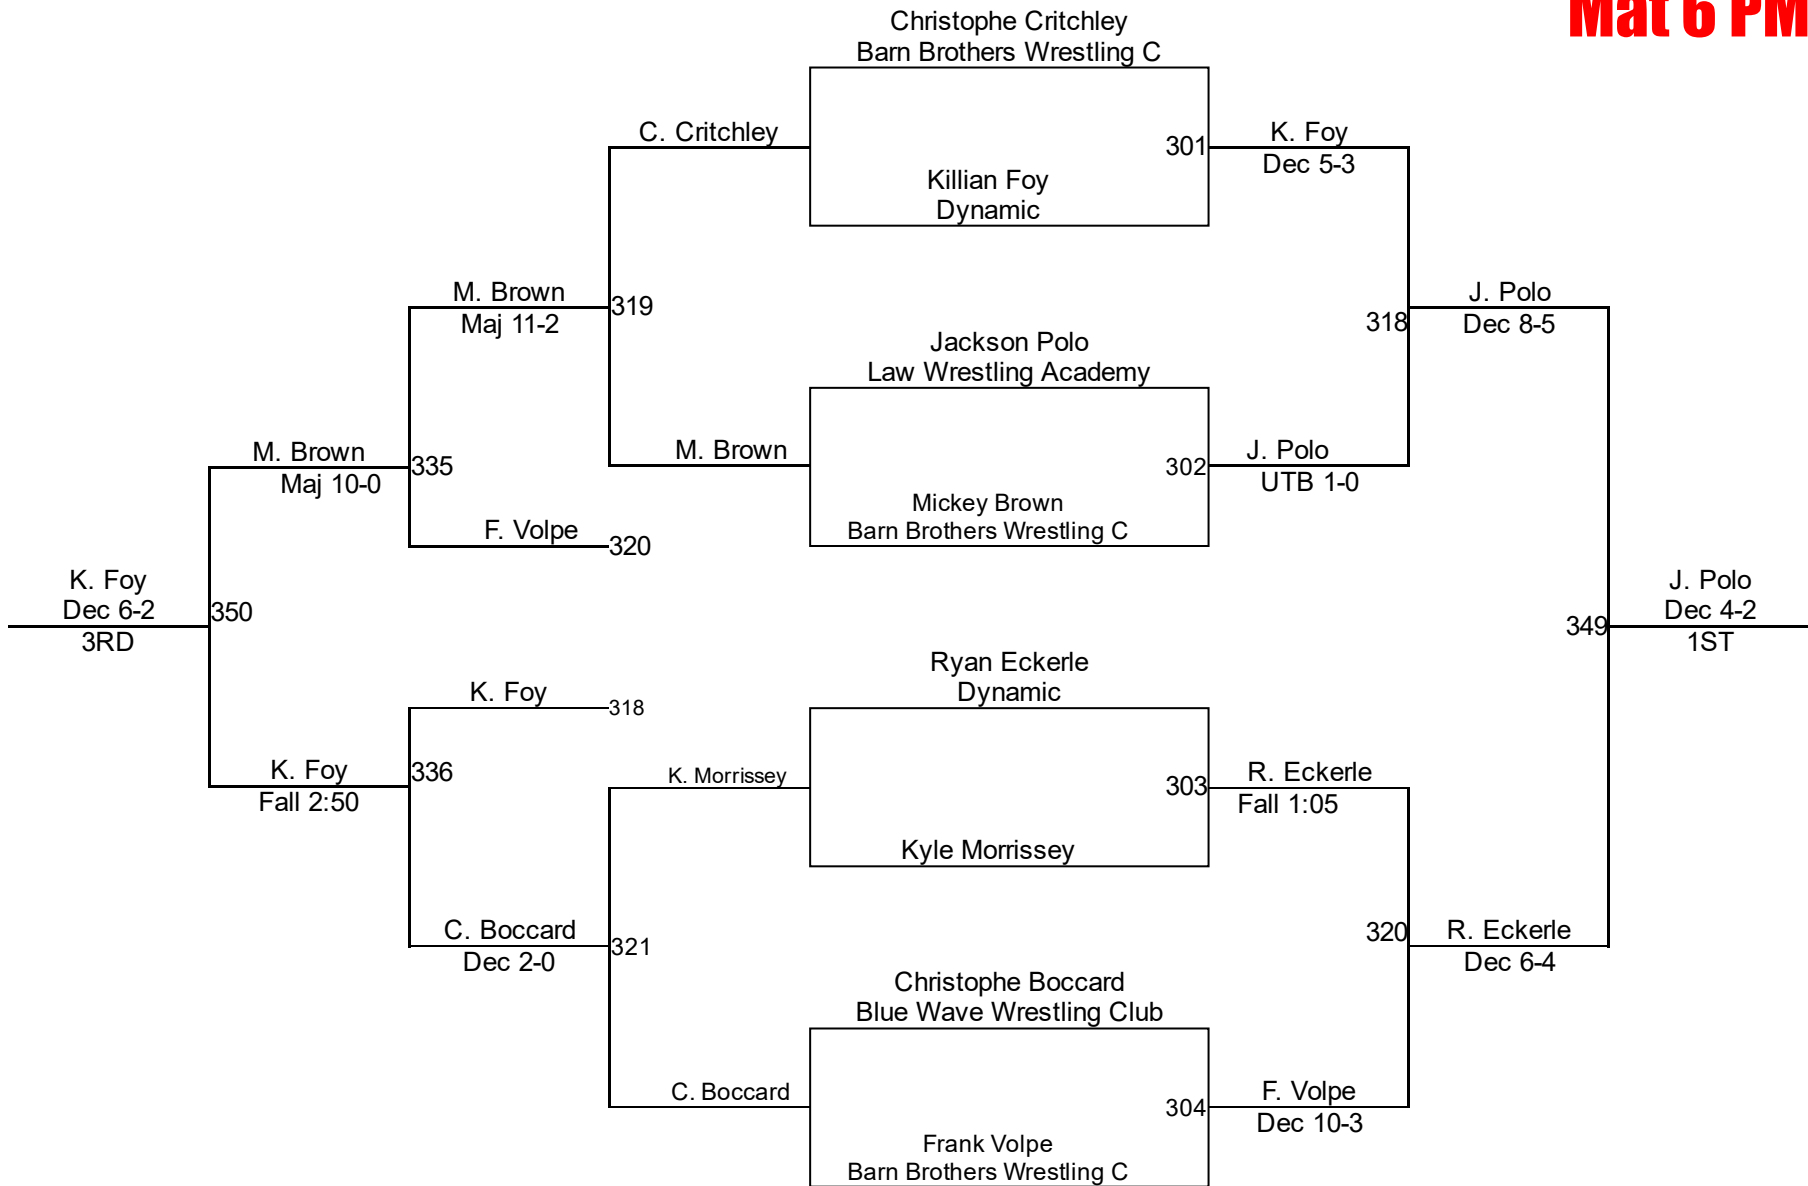 Mat 6 PM
Christophe Critchley
Barn Brothers Wrestling C
C. Critchley
301
K. Foy
Dec 5-3
Killian Foy
Dynamic
M. Brown
Maj 11-2
319
318
J. Polo
Dec 8-5
Jackson Polo
Law Wrestling Academy
M. Brown
Maj 10-0
335
M. Brown
302
J. Polo
UTB 1-0
Mickey Brown
Barn Brothers Wrestling C
F. Volpe
320
K. Foy
Dec 6-2
3RD
350
349
J. Polo
Dec 4-2
1ST
Ryan Eckerle
Dynamic
K. Foy
318
K. Foy
Fall 2:50
336
K. Morrissey
303
R. Eckerle
Fall 1:05
Kyle Morrissey
C. Boccard
Dec 2-0
321
320
R. Eckerle
Dec 6-4
Christophe Boccard
Blue Wave Wrestling Club
C. Boccard
304
F. Volpe
Dec 10-3
Frank Volpe
Barn Brothers Wrestling C